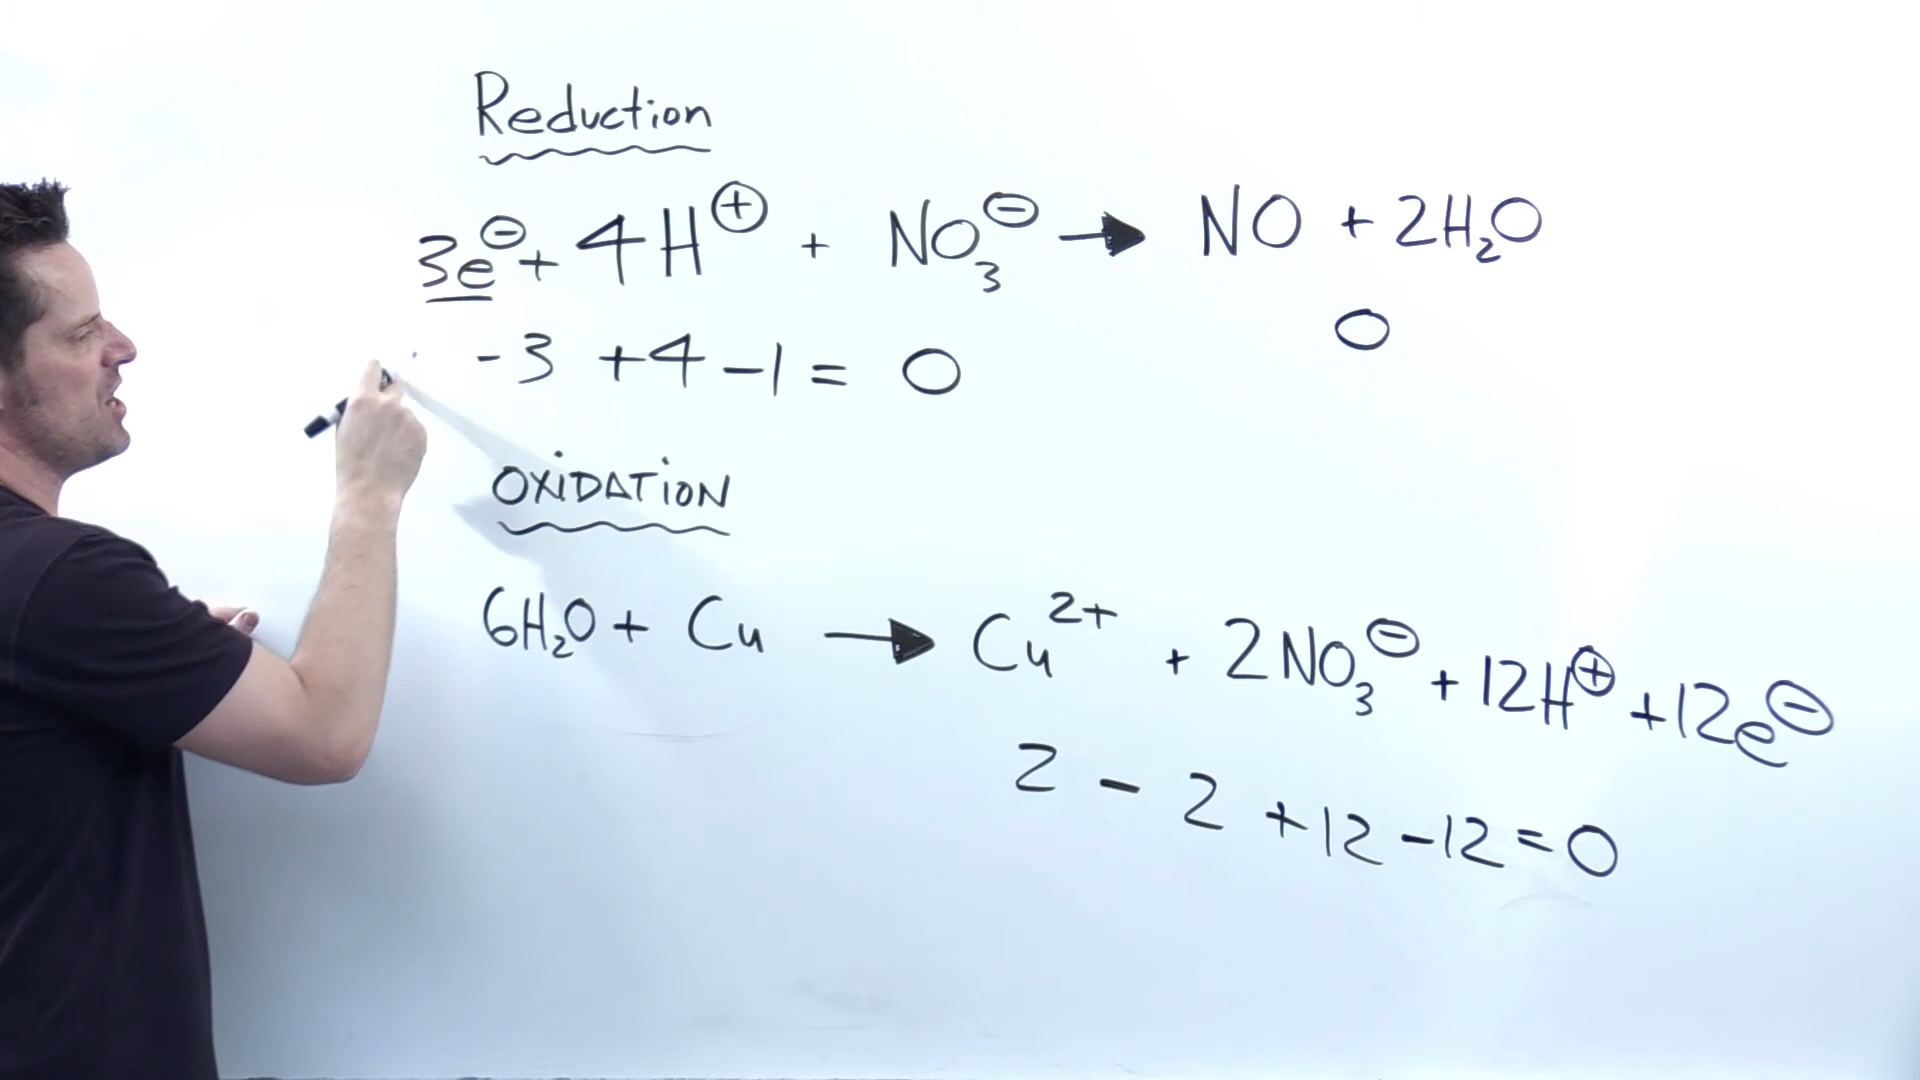 Reduction
3e⊖ + 4H⊕ + NO₃⊖ → NO + 2H₂O
0
-3 +4 -1 = 0
OXiDATiON
6H₂O + Cu → Cu²⁺ + 2NO₃⊖ + 12H⊕ + 12e⊖
2 - 2 + 12 - 12 = 0